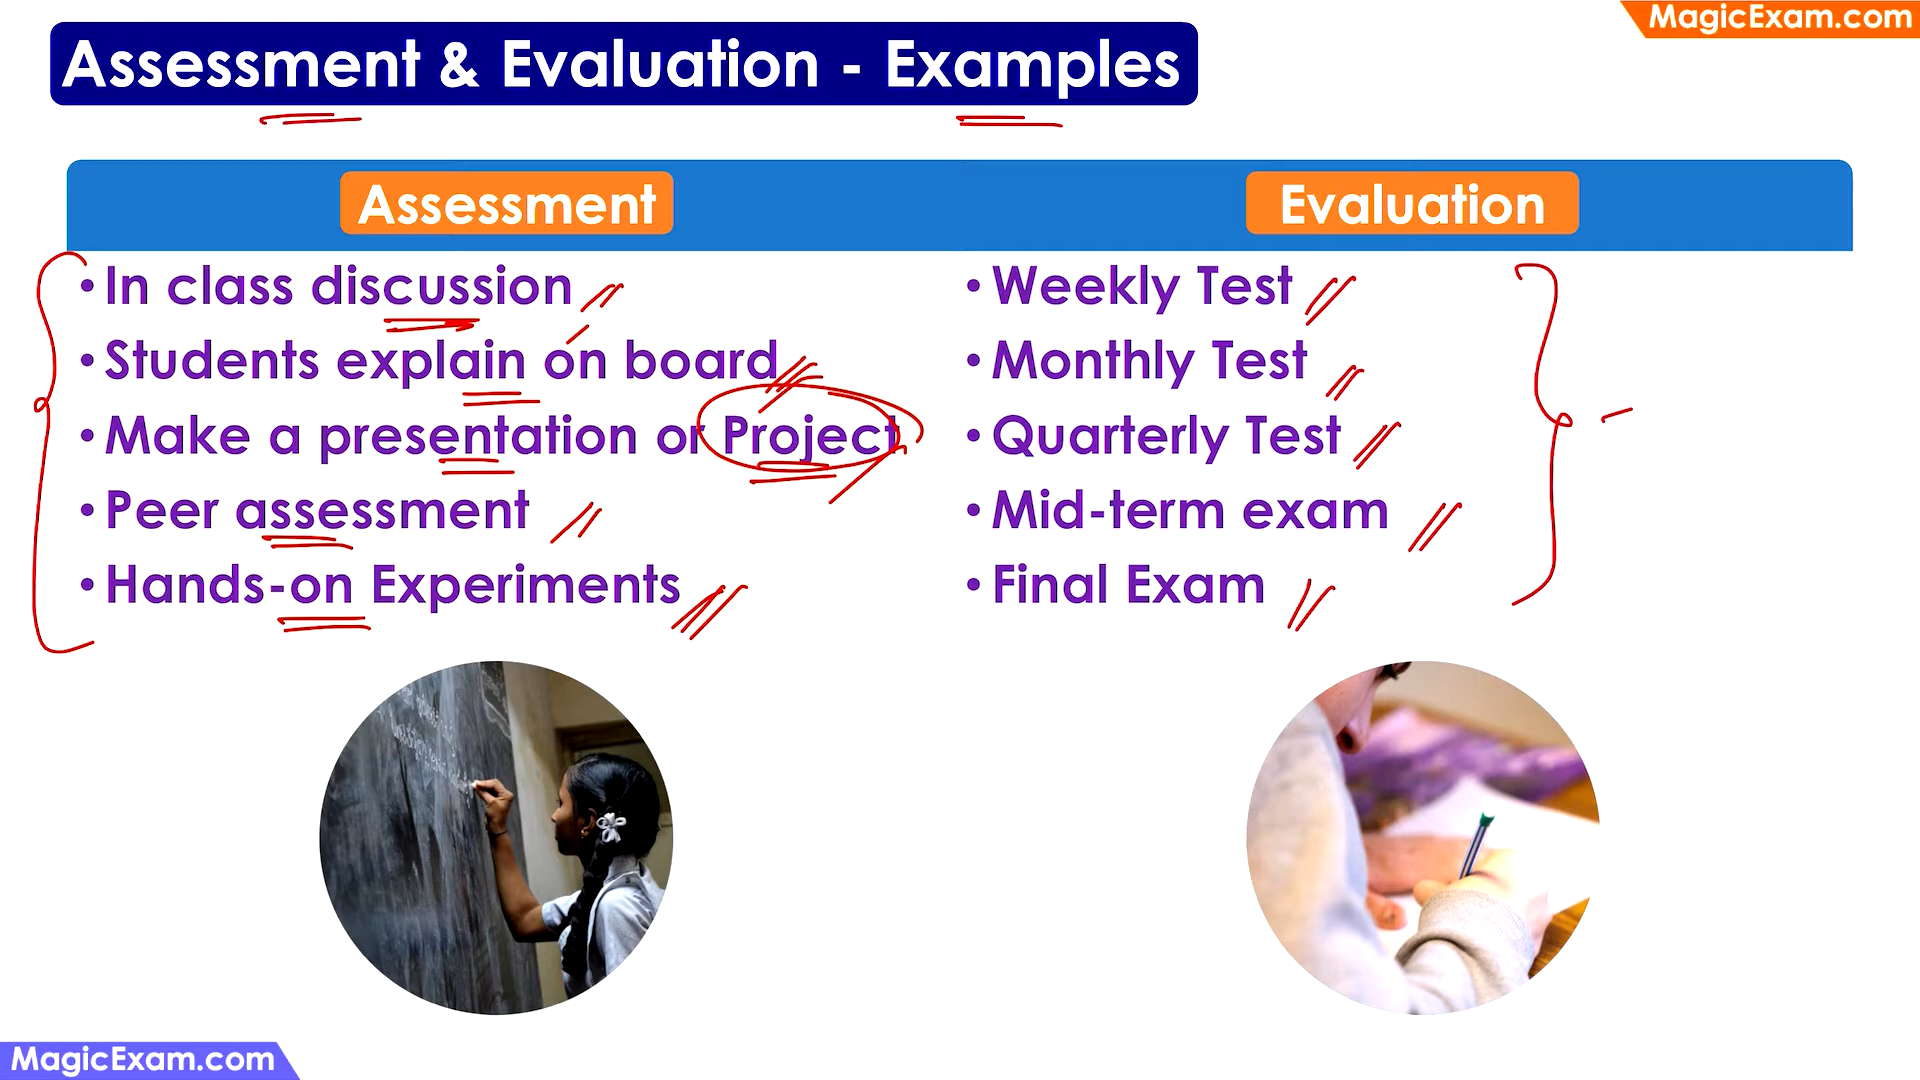 MagicExam.com
Assessment & Evaluation - Examples
Assessment
Evaluation
• In class discussion
• Students explain on board
• Make a presentation or Project
• Peer assessment
• Hands-on Experiments
• Weekly Test
• Monthly Test
• Quarterly Test
• Mid-term exam
• Final Exam
MagicExam.com